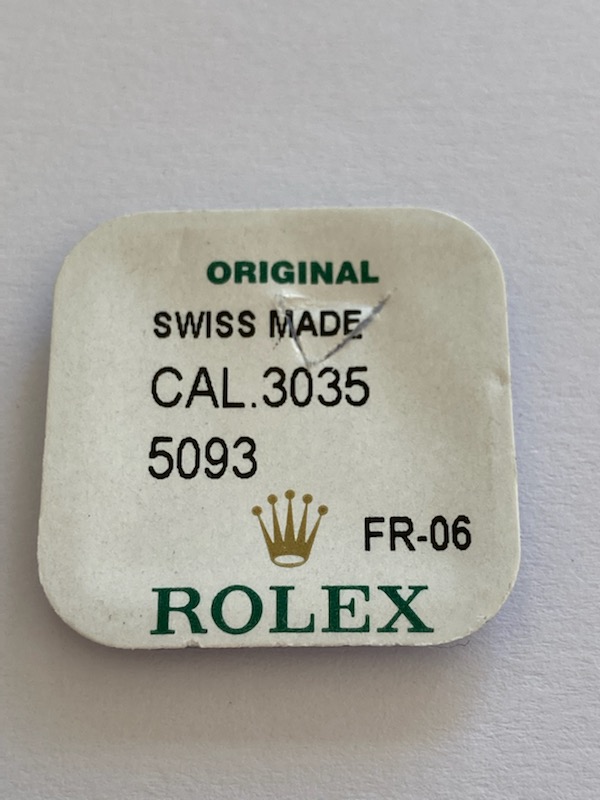 ORIGINAL
SWISS MADE
CAL.3035
5093
FR-06
ROLEX